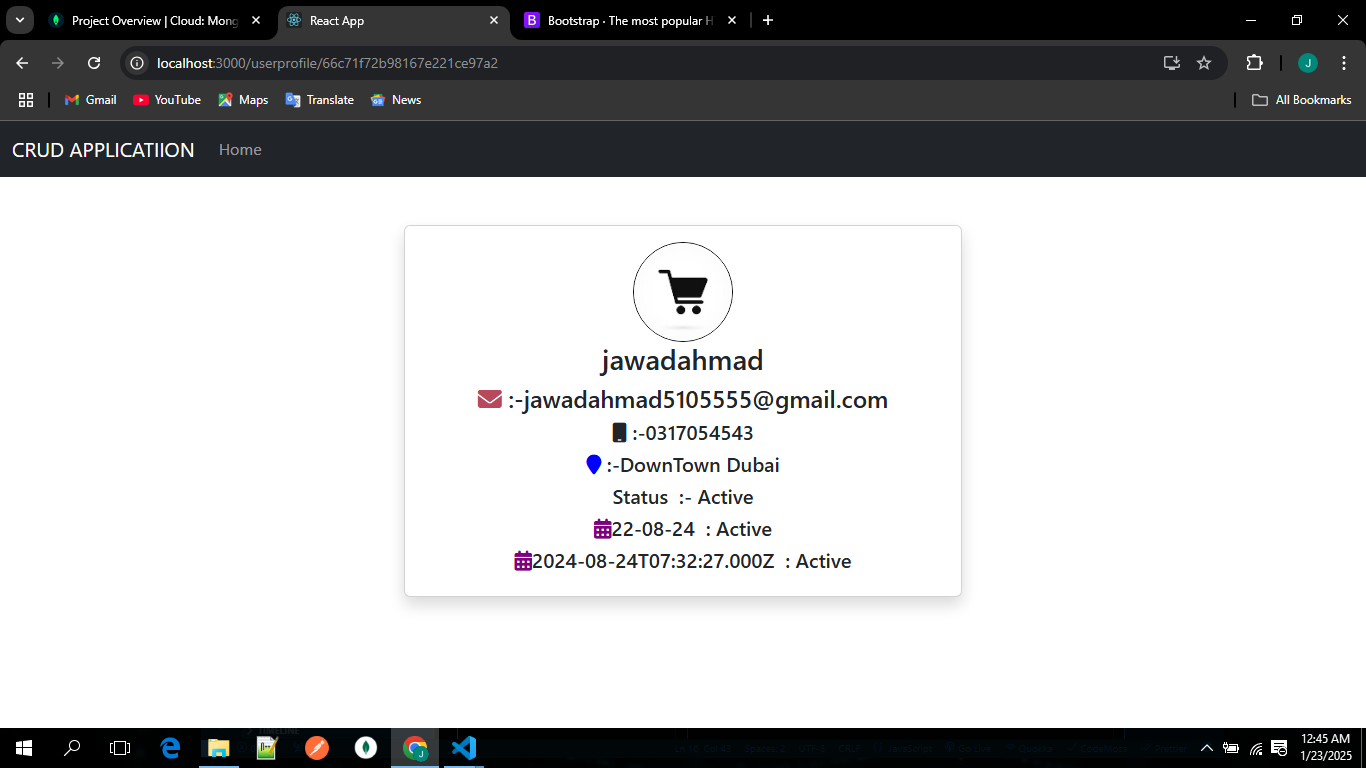 Project Overview | Cloud: Mong
React App
B
Bootstrap · The most popular H
localhost:3000/userprofile/66c71f72b98167e221ce97a2
J
Gmail
YouTube
Maps
Translate
News
All Bookmarks
CRUD APPLICATIION
Home
jawadahmad
:-jawadahmad5105555@gmail.com
:-0317054543
:-DownTown Dubai
Status :- Active
22-08-24 : Active
2024-08-24T07:32:27.000Z : Active
TIMELINE
12:45 AM
1/23/2025